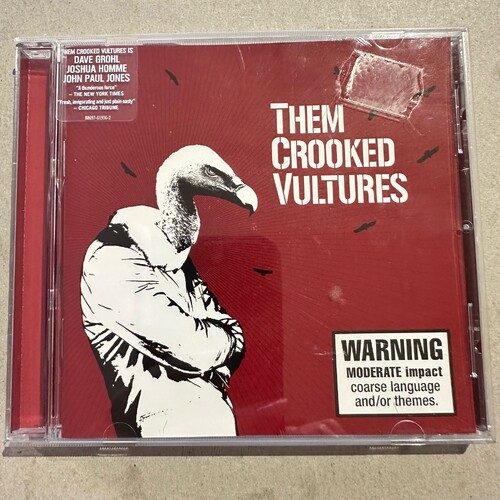 THEM CROOKED VULTURES IS
DAVE GROHL
JOSHUA HOMME
JOHN PAUL JONES
"A thunderous force"
— THE NEW YORK TIMES
"Fresh, invigorating and just plain nasty"
— CHICAGO TRIBUNE
THEM
CROOKED
VULTURES
WARNING
MODERATE impact
coarse language
and/or themes.